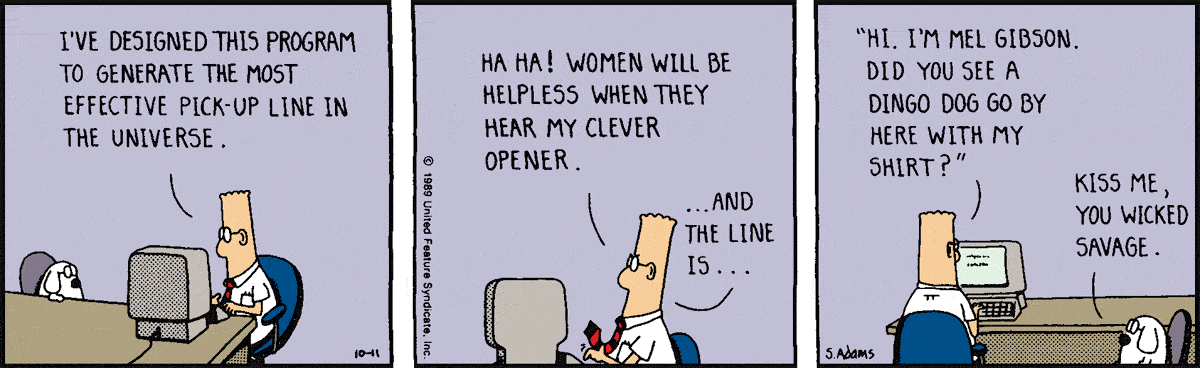 I'VE DESIGNED THIS PROGRAM
TO GENERATE THE MOST
EFFECTIVE PICK-UP LINE IN
THE UNIVERSE.
10-11
© 1989 United Feature Syndicate, Inc.
HA HA! WOMEN WILL BE
HELPLESS WHEN THEY
HEAR MY CLEVER
OPENER.
...AND
THE LINE
IS...
"HI. I'M MEL GIBSON.
DID YOU SEE A
DINGO DOG GO BY
HERE WITH MY
SHIRT?"
KISS ME,
YOU WICKED
SAVAGE.
S.Adams